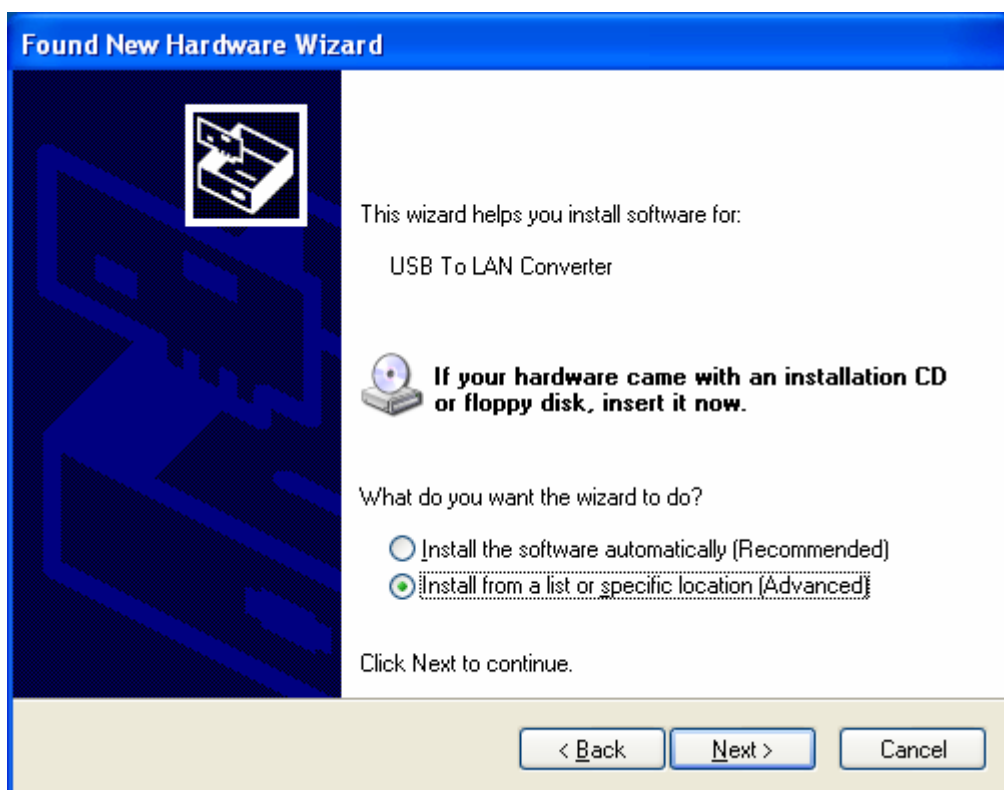 Found New Hardware Wizard
This wizard helps you install software for:
USB To LAN Converter
If your hardware came with an installation CD
or floppy disk, insert it now.
What do you want the wizard to do?
Install the software automatically (Recommended)
Install from a list or specific location (Advanced)
Click Next to continue.
< Back
Next >
Cancel